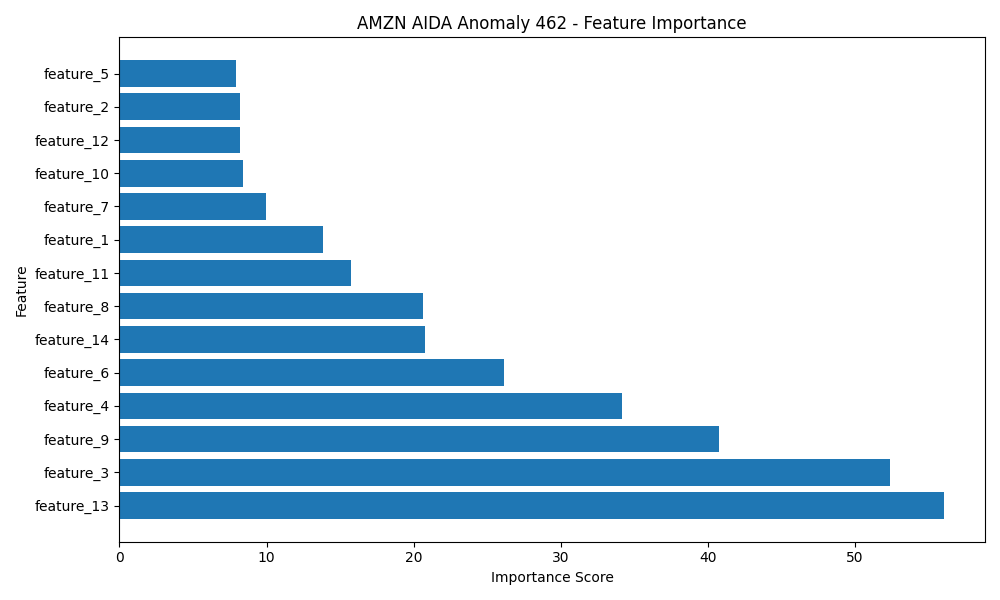 AMZN AIDA Anomaly 462 - Feature Importance
feature_5
feature_2
feature_12
feature_10
feature_7
feature_1
feature_11
feature_8
feature_14
feature_6
feature_4
feature_9
feature_3
feature_13
Feature
0 10 20 30 40 50
Importance Score